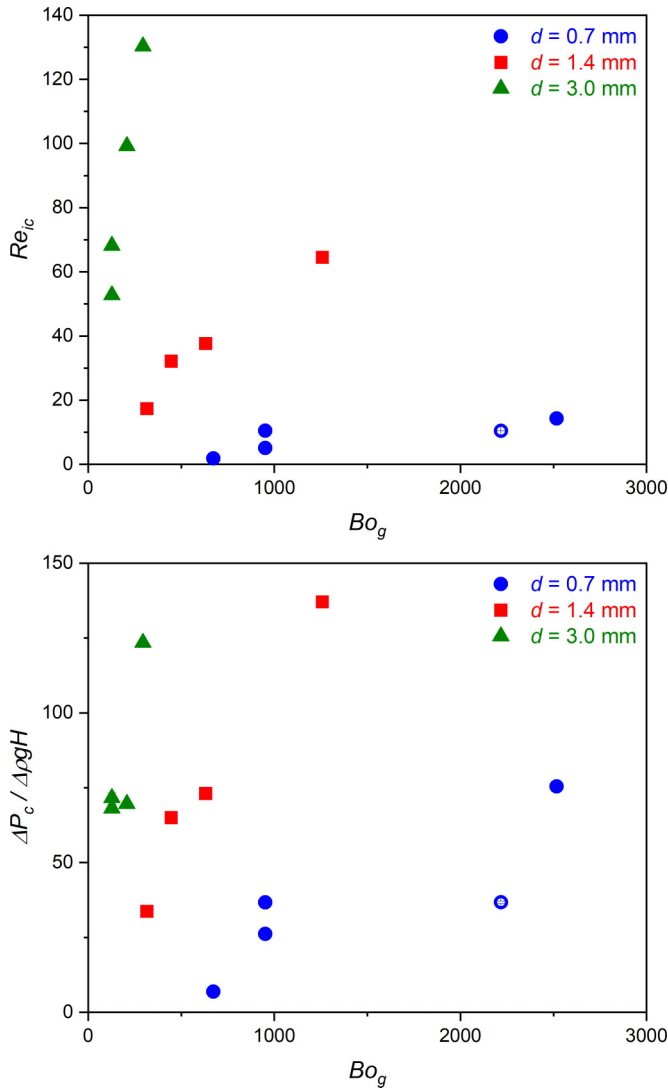 140
120
100
80
60
40
20
0
Re_ic
d = 0.7 mm
d = 1.4 mm
d = 3.0 mm
0 1000 2000 3000
Bo_g
150
100
50
0
ΔP_c / ΔρgH
d = 0.7 mm
d = 1.4 mm
d = 3.0 mm
0 1000 2000 3000
Bo_g